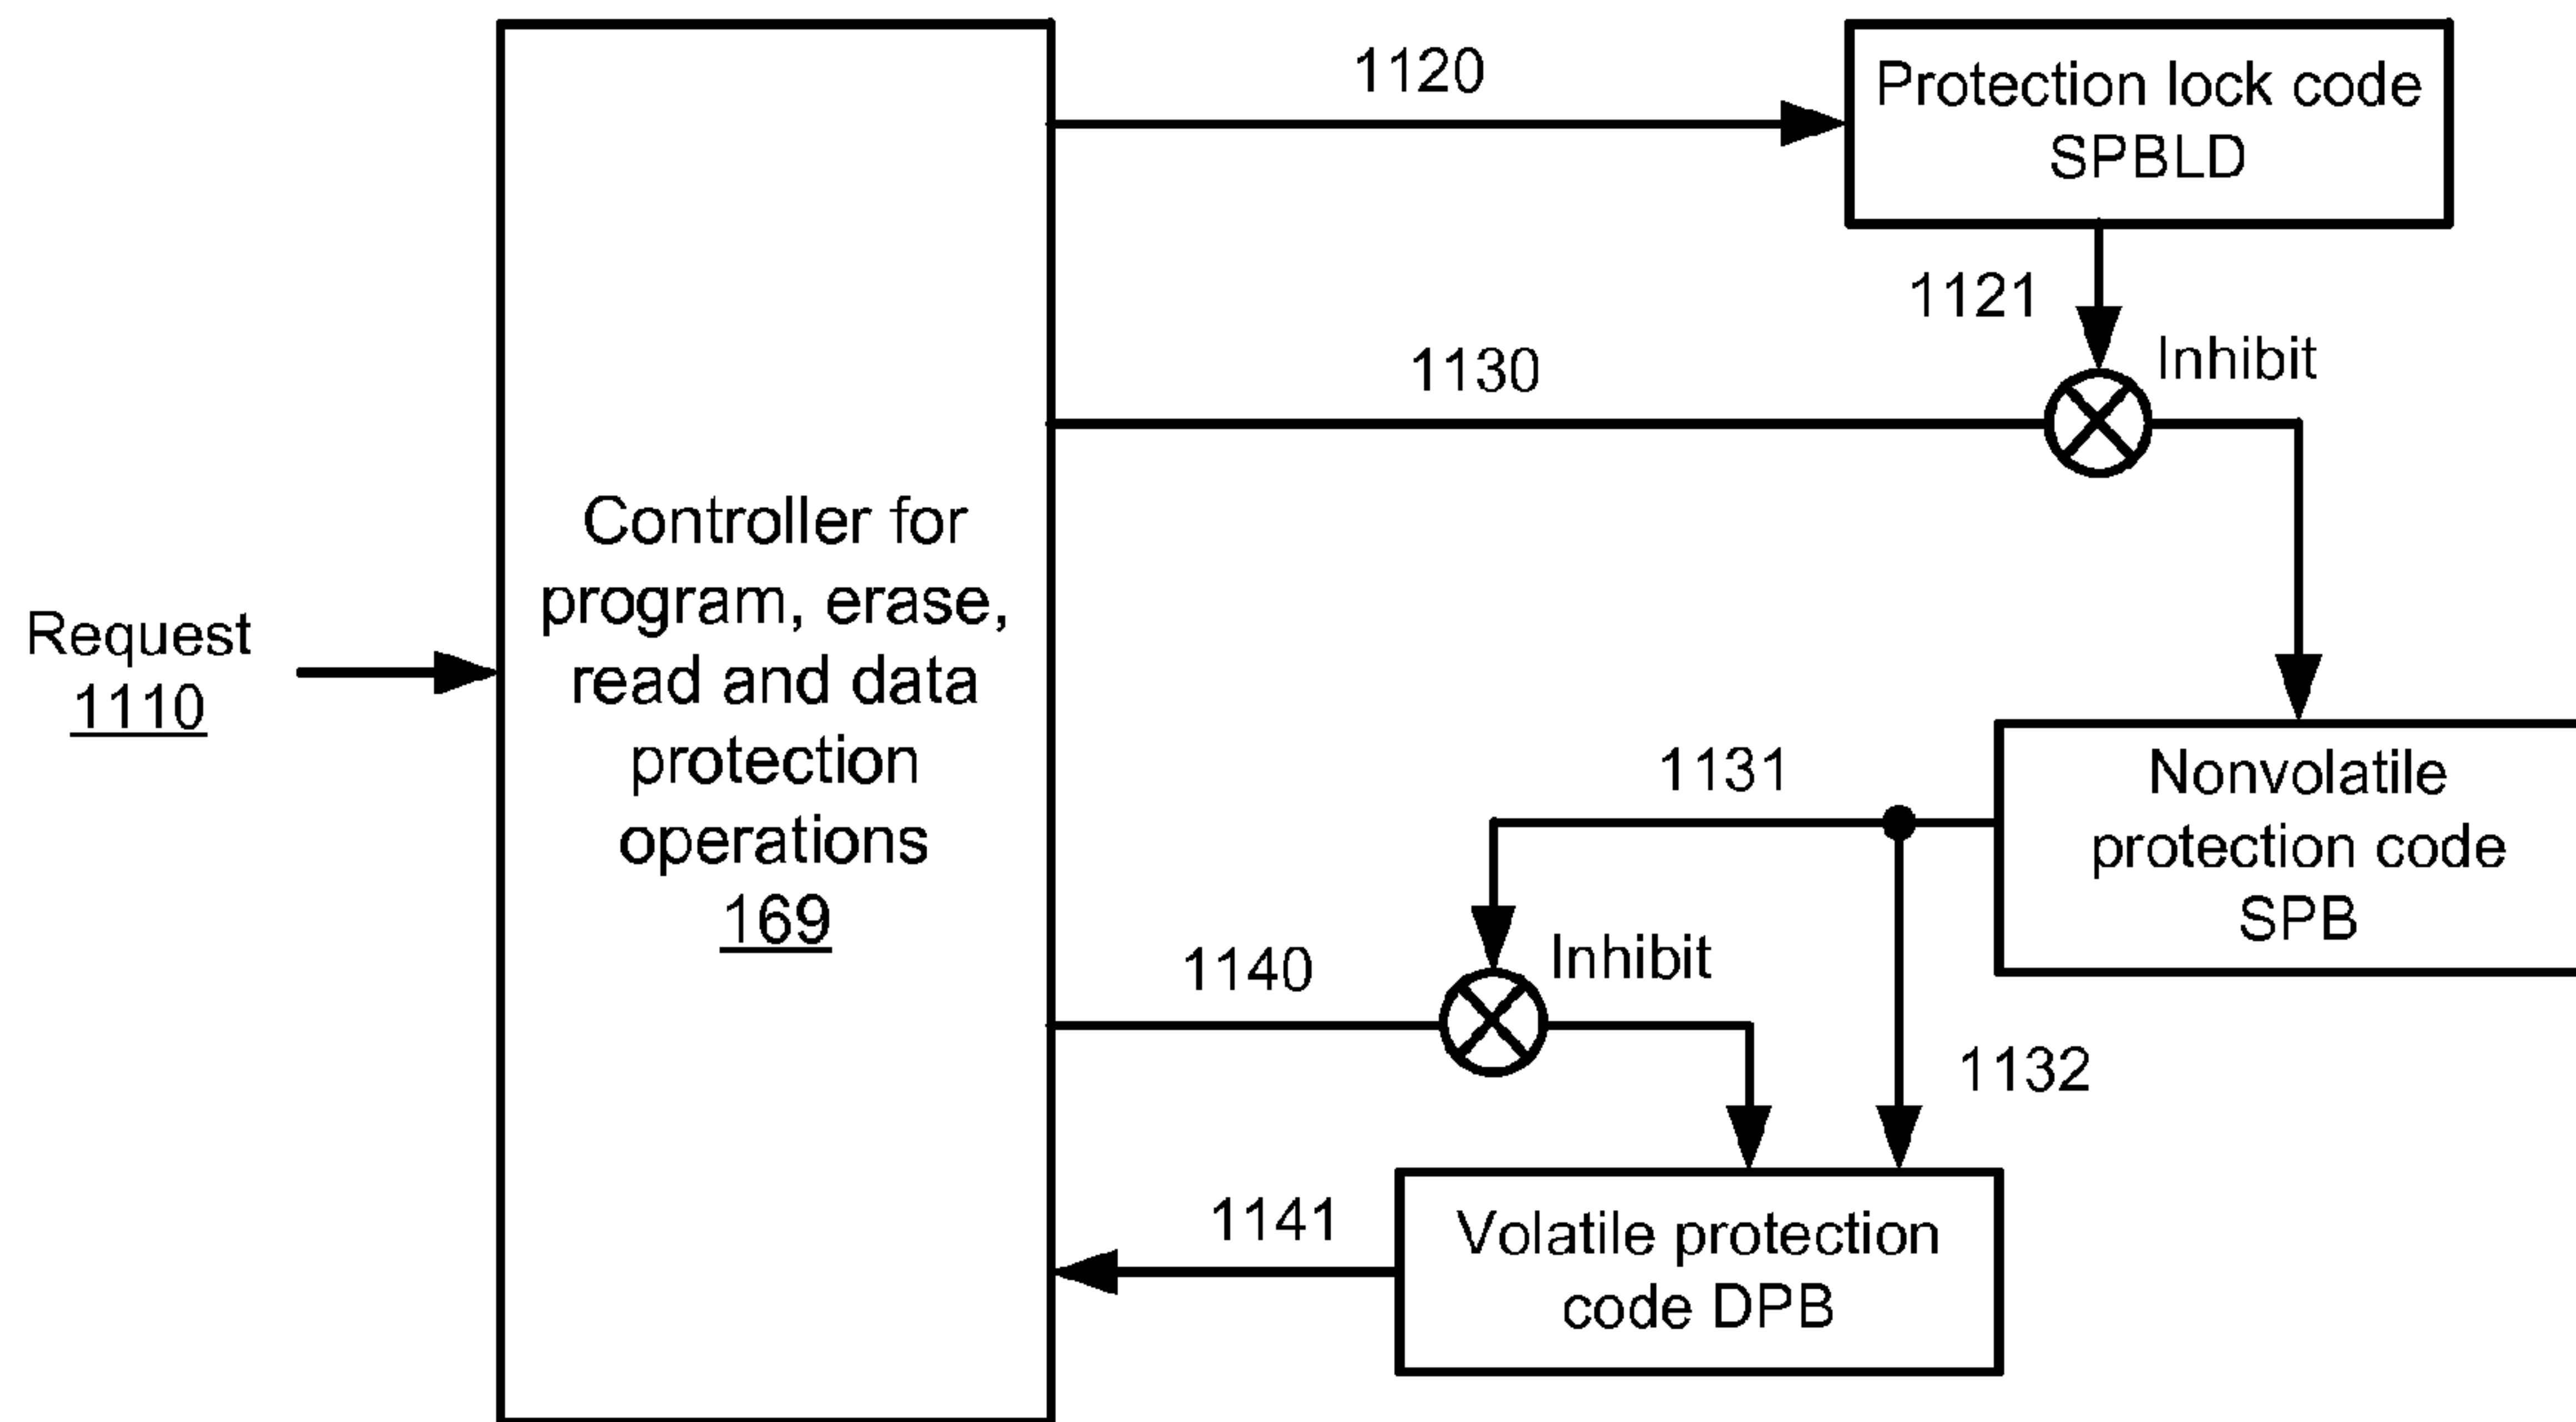 Request
1110
Controller for
program, erase,
read and data
protection
operations
169
1120
Protection lock code
SPBLD
1121
Inhibit
1130
Nonvolatile
protection code
SPB
1131
1140
Inhibit
1132
1141
Volatile protection
code DPB